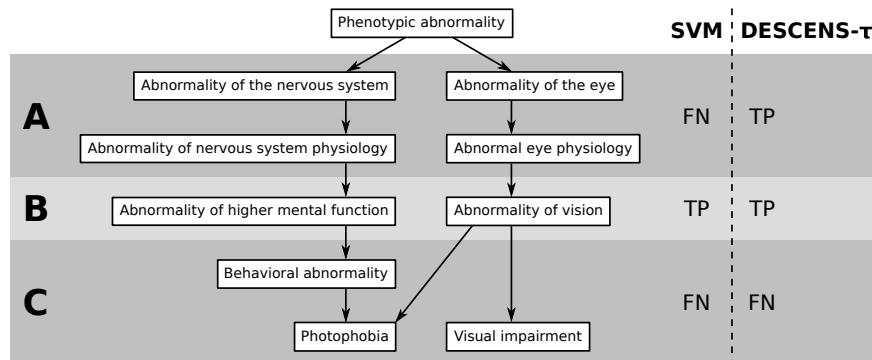 Phenotypic abnormality
SVM DESCENS-τ
Abnormality of the nervous system
Abnormality of the eye
A
FN TP
Abnormality of nervous system physiology
Abnormal eye physiology
B
Abnormality of higher mental function
Abnormality of vision
TP TP
Behavioral abnormality
C
FN FN
Photophobia
Visual impairment